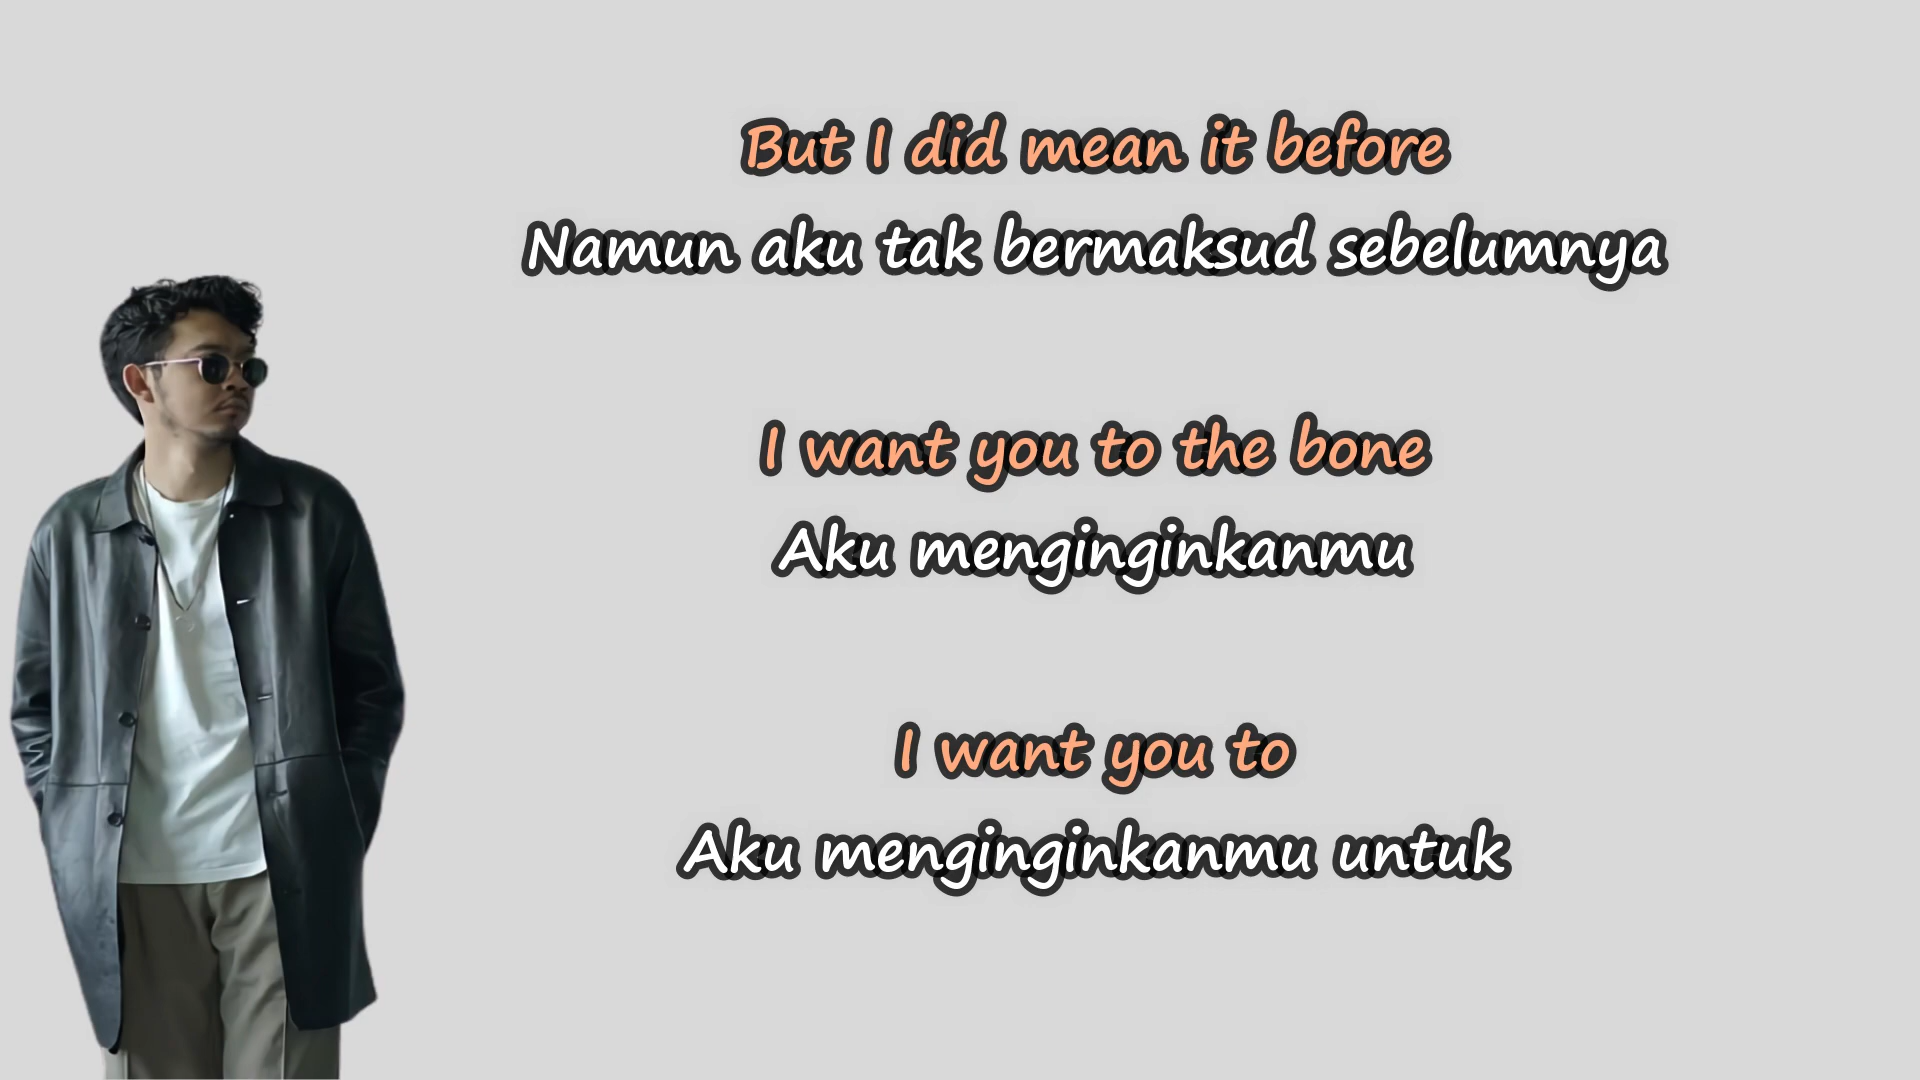 But I did mean it before
Namun aku tak bermaksud sebelumnya
I want you to the bone
Aku menginginkanmu
I want you to
Aku menginginkanmu untuk